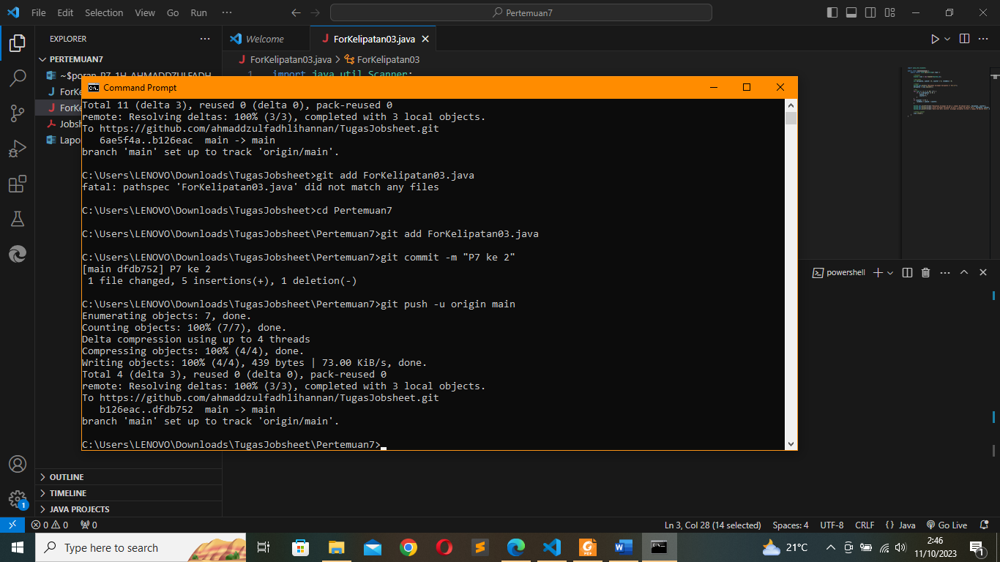 File Edit Selection View Go Run ··· Pertemuan7
EXPLORER ···
Welcome
J ForKelipatan03.java
PERTEMUAN7
J ForKelipatan03.java > ForKelipatan03
~$poran_P7_1H_AHMADDZULFADH
1 import java.util.Scanner;
J ForKe
J ForKe
Jobsh
Lapo
Command Prompt
Total 11 (delta 3), reused 0 (delta 0), pack-reused 0
remote: Resolving deltas: 100% (3/3), completed with 3 local objects.
To https://github.com/ahmaddzulfadhlihannan/TugasJobsheet.git
6ae5f4a..b126eac  main -> main
branch 'main' set up to track 'origin/main'.
C:\Users\LENOVO\Downloads\TugasJobsheet>git add ForKelipatan03.java
fatal: pathspec 'ForKelipatan03.java' did not match any files
C:\Users\LENOVO\Downloads\TugasJobsheet>cd Pertemuan7
C:\Users\LENOVO\Downloads\TugasJobsheet\Pertemuan7>git add ForKelipatan03.java
C:\Users\LENOVO\Downloads\TugasJobsheet\Pertemuan7>git commit -m "P7 ke 2"
[main dfdb752] P7 ke 2
1 file changed, 5 insertions(+), 1 deletion(-)
C:\Users\LENOVO\Downloads\TugasJobsheet\Pertemuan7>git push -u origin main
Enumerating objects: 7, done.
Counting objects: 100% (7/7), done.
Delta compression using up to 4 threads
Compressing objects: 100% (4/4), done.
Writing objects: 100% (4/4), 439 bytes | 73.00 KiB/s, done.
Total 4 (delta 3), reused 0 (delta 0), pack-reused 0
remote: Resolving deltas: 100% (3/3), completed with 3 local objects.
To https://github.com/ahmaddzulfadhlihannan/TugasJobsheet.git
b126eac..dfdb752  main -> main
branch 'main' set up to track 'origin/main'.
C:\Users\LENOVO\Downloads\TugasJobsheet\Pertemuan7>
powershell
OUTLINE
TIMELINE
JAVA PROJECTS
1
0 0 0
Ln 3, Col 28 (14 selected) Spaces: 4 UTF-8 CRLF {} Java Go Live
Type here to search
PDF
21°C
2:46
11/10/2023
1